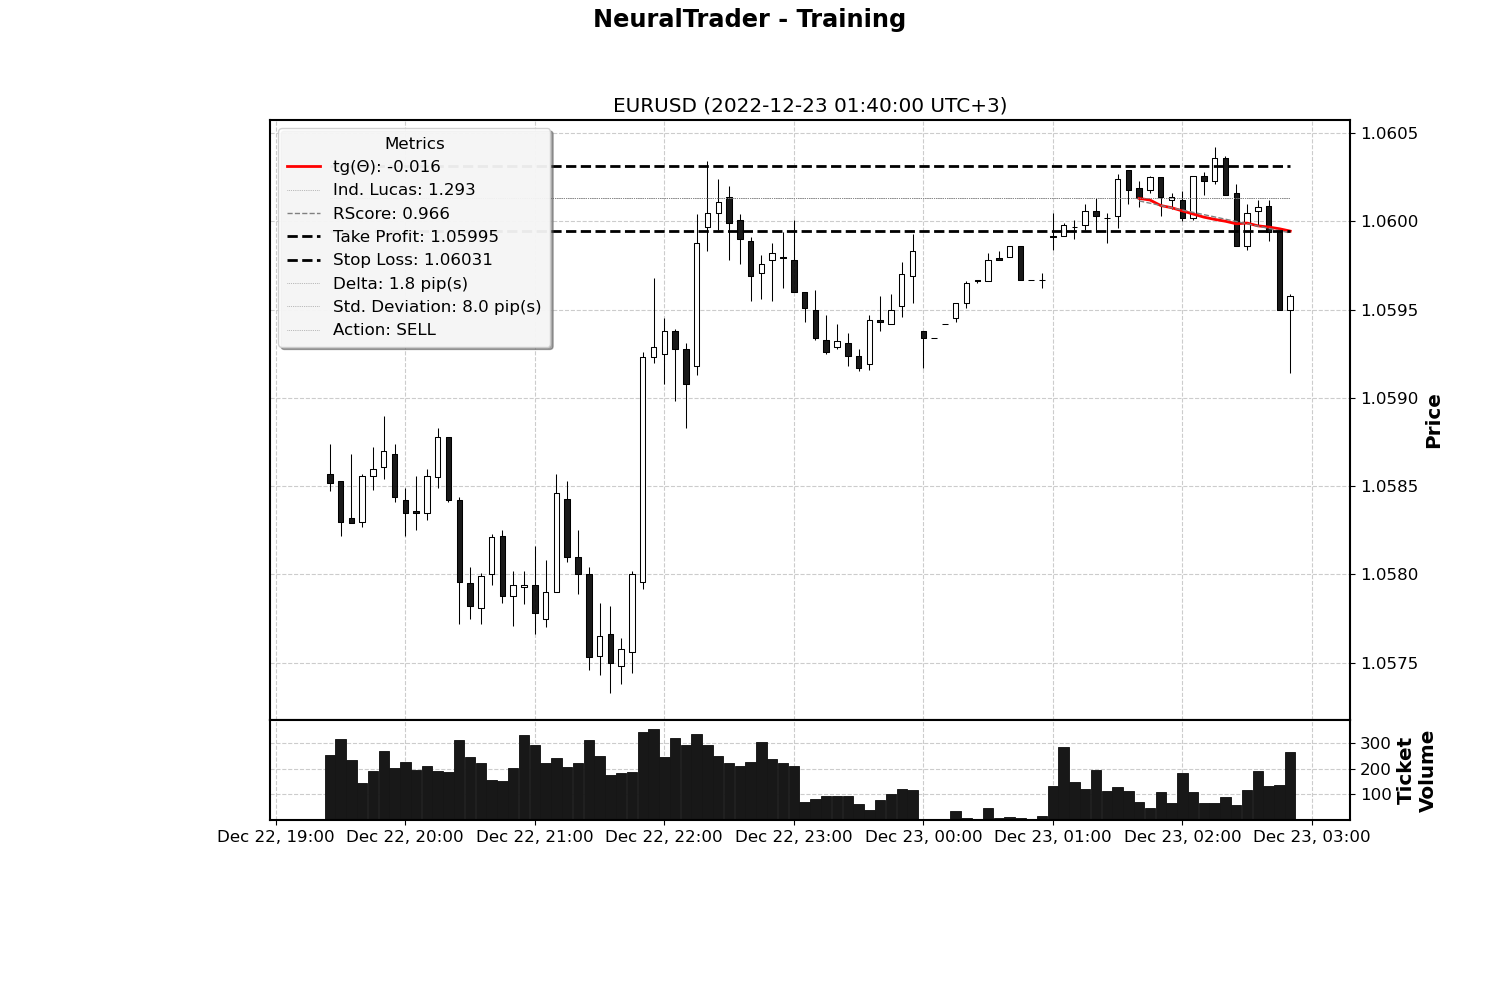 NeuralTrader - Training
EURUSD (2022-12-23 01:40:00 UTC+3)
Metrics
tg(Θ): -0.016
Ind. Lucas: 1.293
RScore: 0.966
Take Profit: 1.05995
Stop Loss: 1.06031
Delta: 1.8 pip(s)
Std. Deviation: 8.0 pip(s)
Action: SELL
1.0605
1.0600
1.0595
1.0590
1.0585
1.0580
1.0575
Price
300
200
100
Ticket
Volume
Dec 22, 19:00 Dec 22, 20:00 Dec 22, 21:00 Dec 22, 22:00 Dec 22, 23:00 Dec 23, 00:00 Dec 23, 01:00 Dec 23, 02:00 Dec 23, 03:00